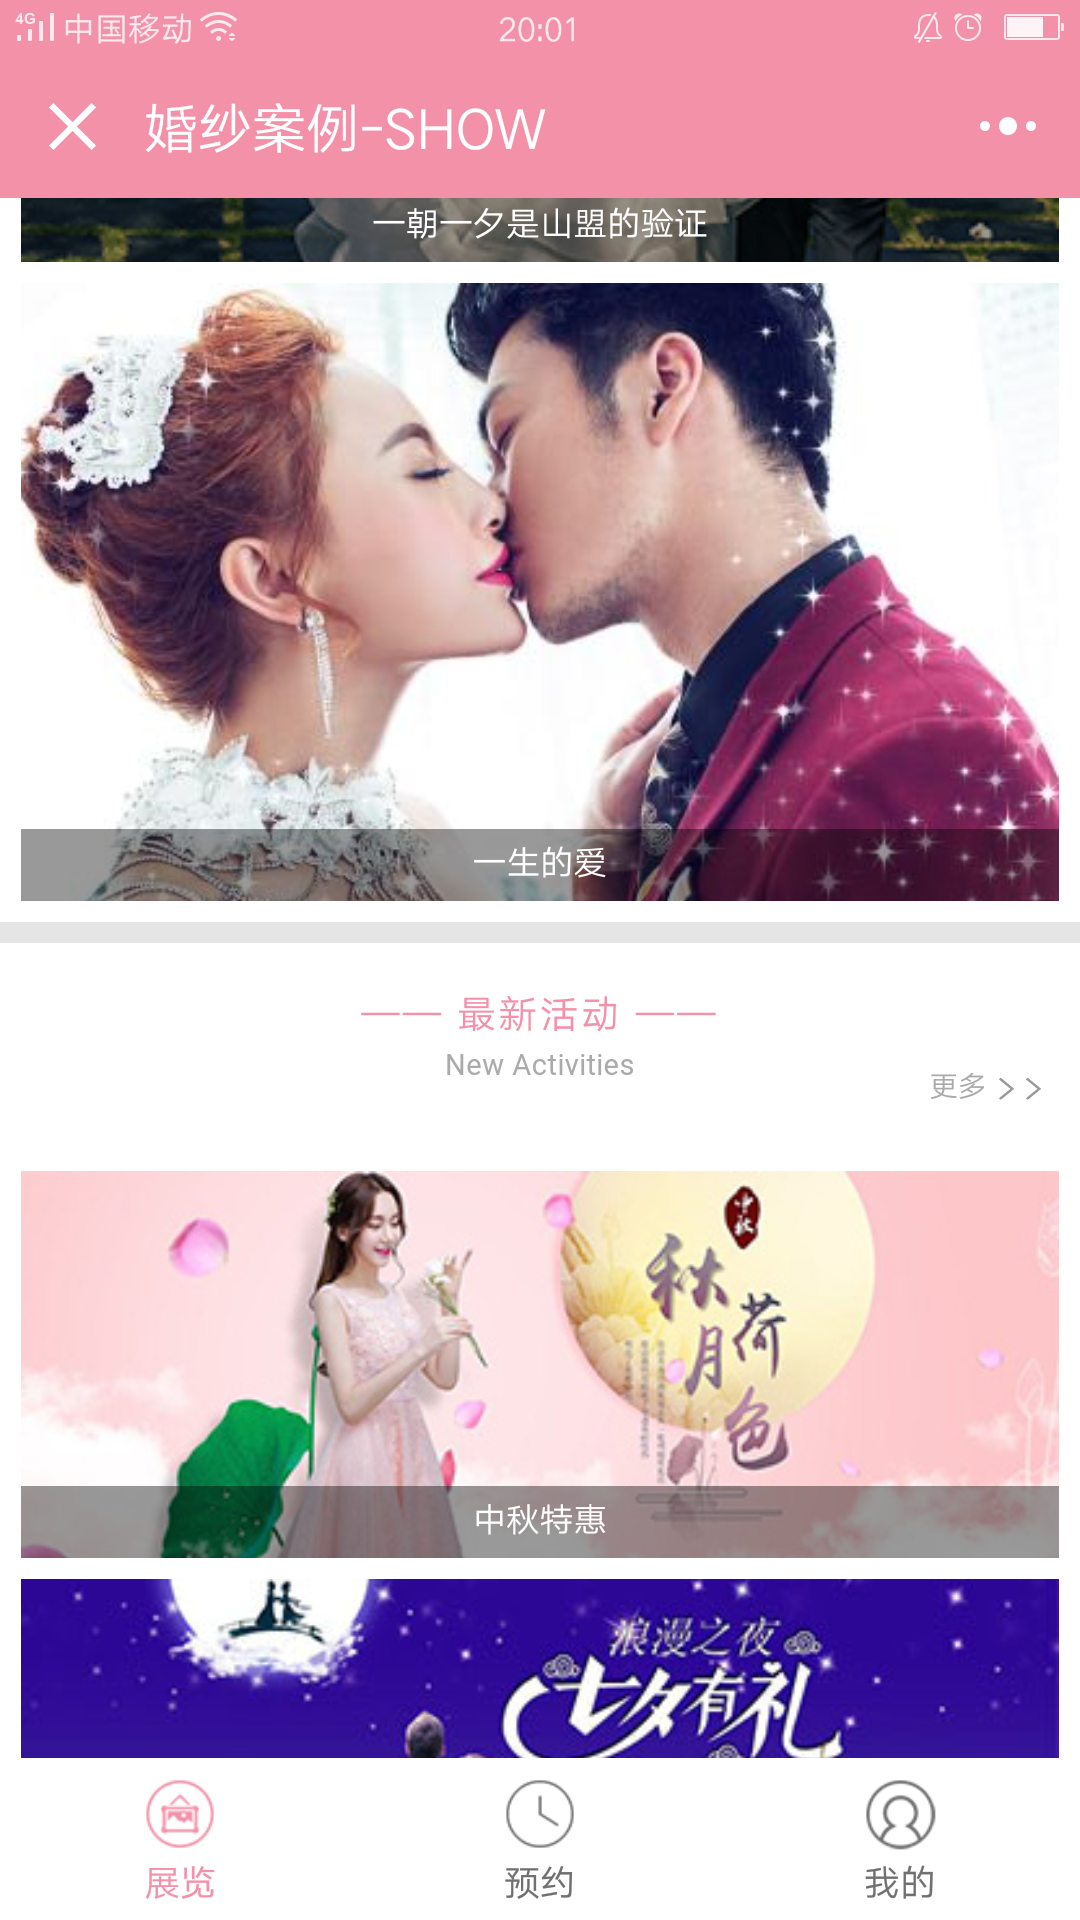 4G 中国移动 20:01
婚纱案例-SHOW
一朝一夕是山盟的验证
一生的爱
—— 最新活动 ——
New Activities
更多 >>
中秋
秋月
荷色
中秋特惠
浪漫之夜
七夕有礼
展览 预约 我的